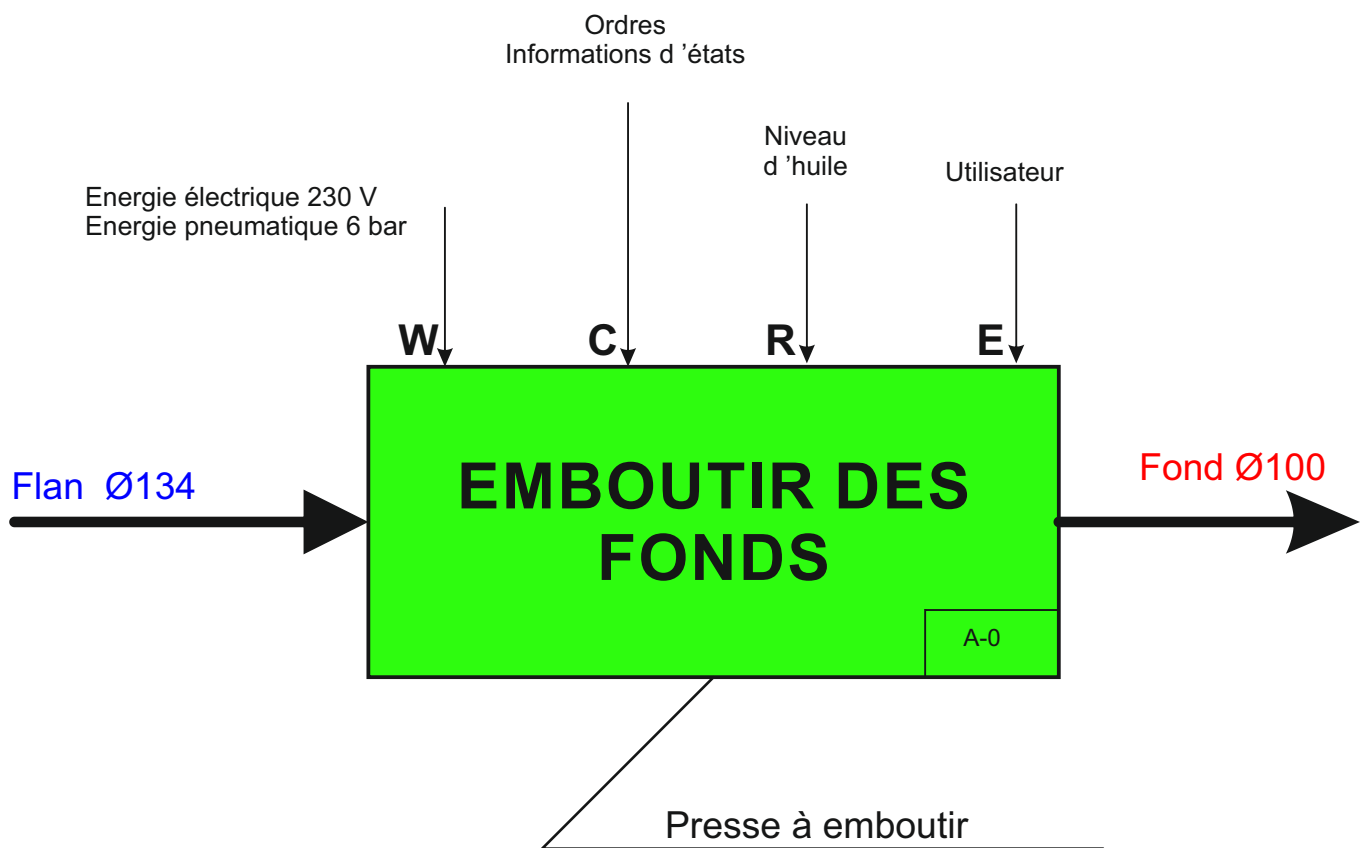 Ordres
Informations d ’états
Niveau
d ’huile
Utilisateur
Energie électrique 230 V
Energie pneumatique 6 bar
W
C
R
E
Flan Ø134
EMBOUTIR DES
FONDS
Fond Ø100
A-0
Presse à emboutir